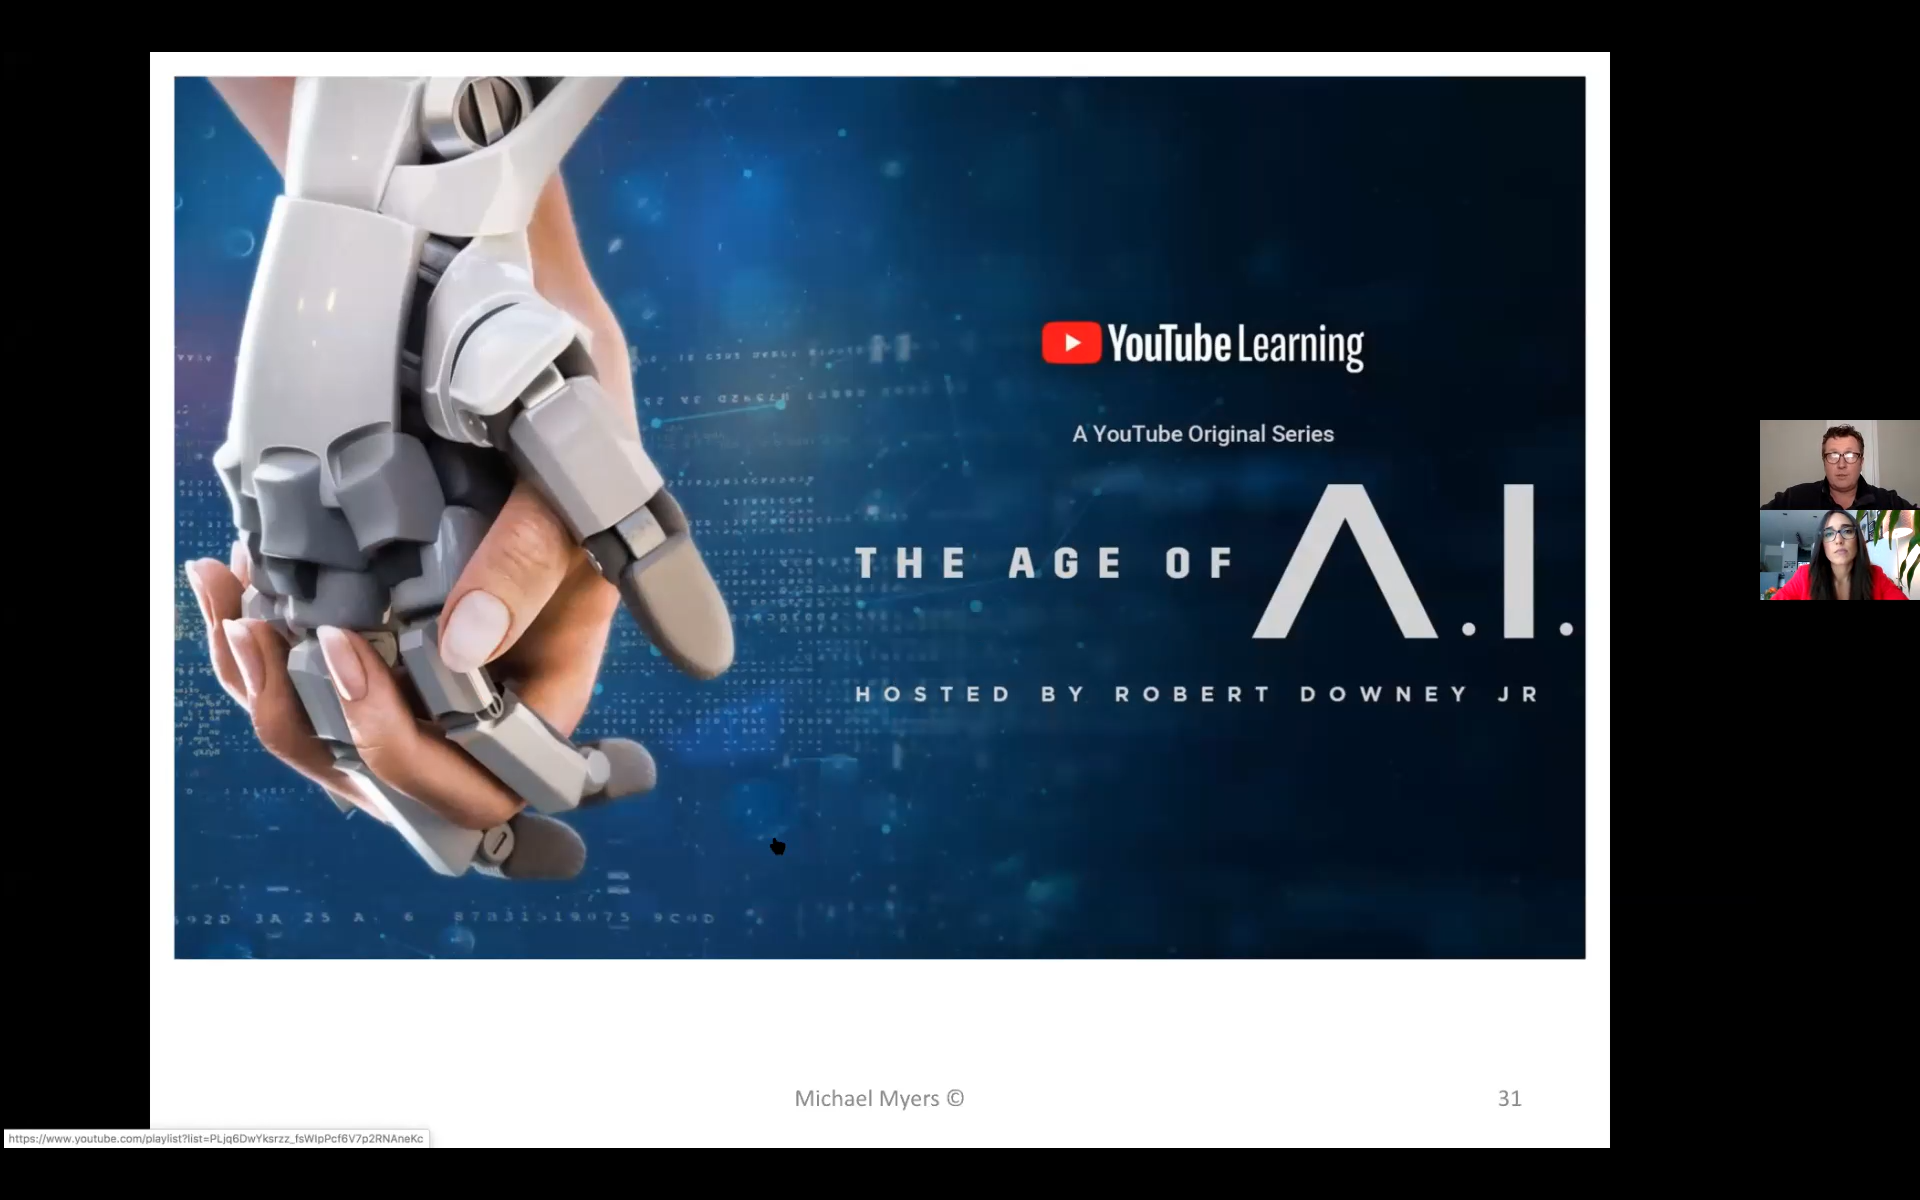 YouTube Learning
A YouTube Original Series
THE AGE OF A.I.
HOSTED BY ROBERT DOWNEY JR
Michael Myers ©
31
https://www.youtube.com/playlist?list=PLjq6DwYksrzz_fsWIpPcf6V7p2RNAneKc